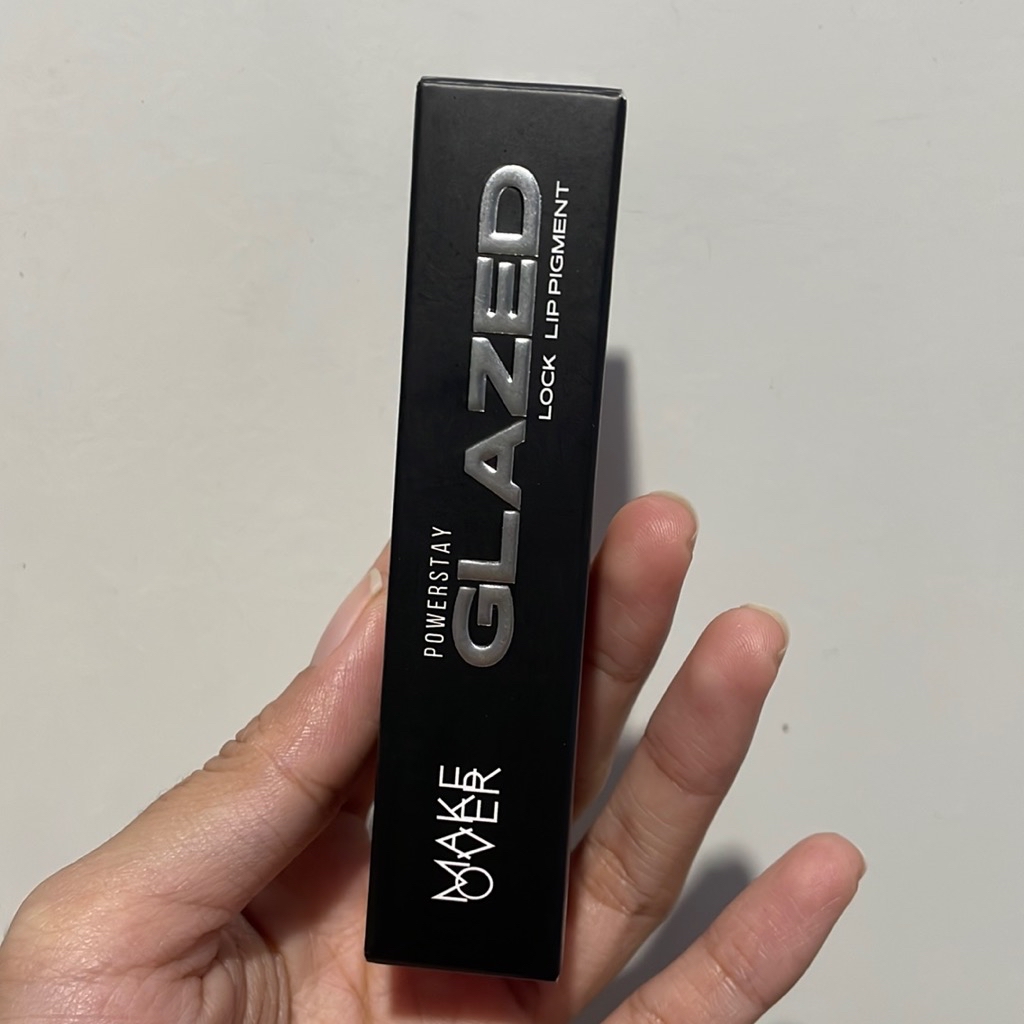 MAKE
OVER
POWERSTAY
GLAZED
LOCK LIP PIGMENT